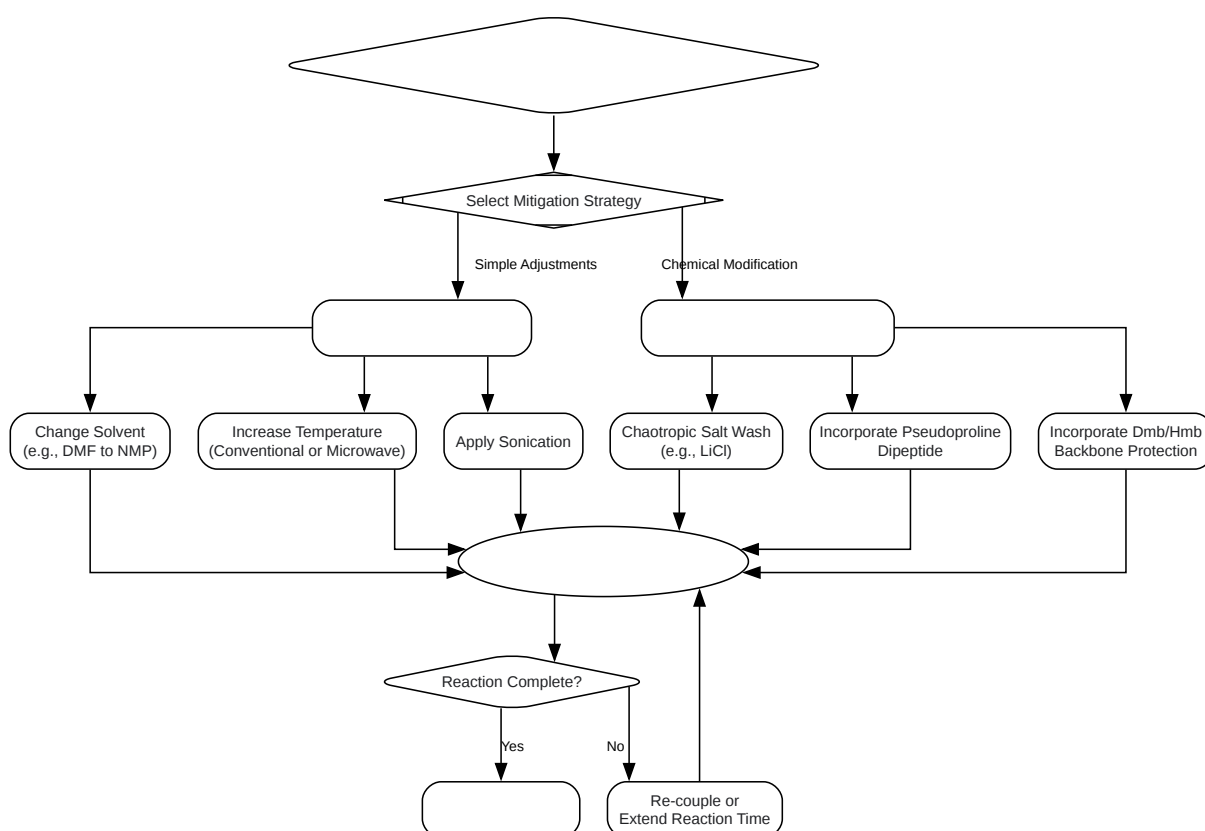 Select Mitigation Strategy
Simple Adjustments
Chemical Modification
Change Solvent
(e.g., DMF to NMP)
Increase Temperature
(Conventional or Microwave)
Apply Sonication
Chaotropic Salt Wash
(e.g., LiCl)
Incorporate Pseudoproline
Dipeptide
Incorporate Dmb/Hmb
Backbone Protection
Reaction Complete?
Yes
No
Re-couple or
Extend Reaction Time